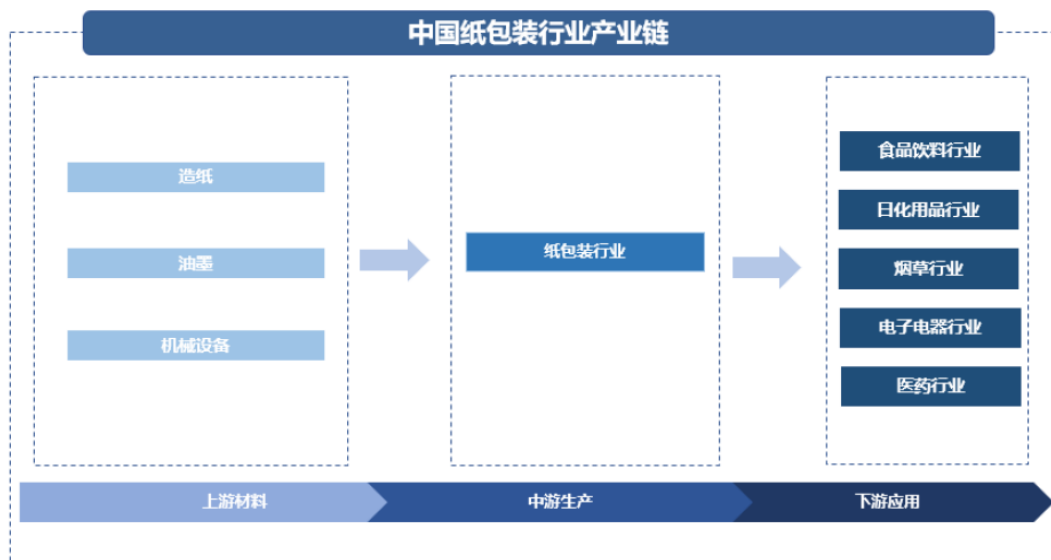 中国纸包装行业产业链
造纸
油墨
机械设备
纸包装行业
食品饮料行业
日化用品行业
烟草行业
电子电器行业
医药行业
上游材料
中游生产
下游应用